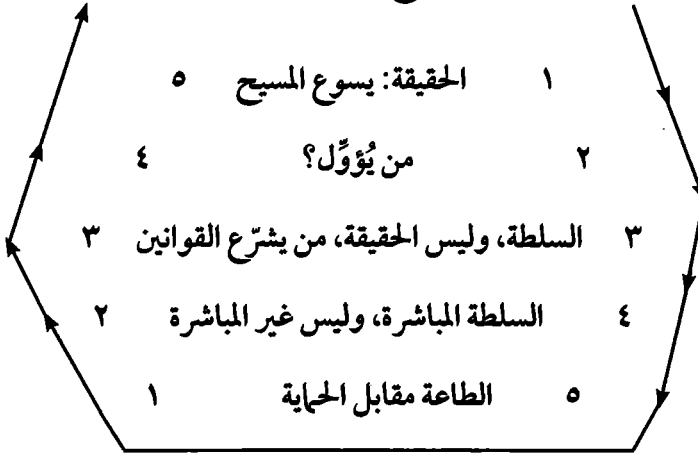 ١ الحقيقة: يسوع المسيح ٥
٢ من يُؤوِّل؟ ٤
٣ السلطة، وليس الحقيقة، من يشرّع القوانين ٣
٤ السلطة المباشرة، وليس غير المباشرة ٢
٥ الطاعة مقابل الحماية ١